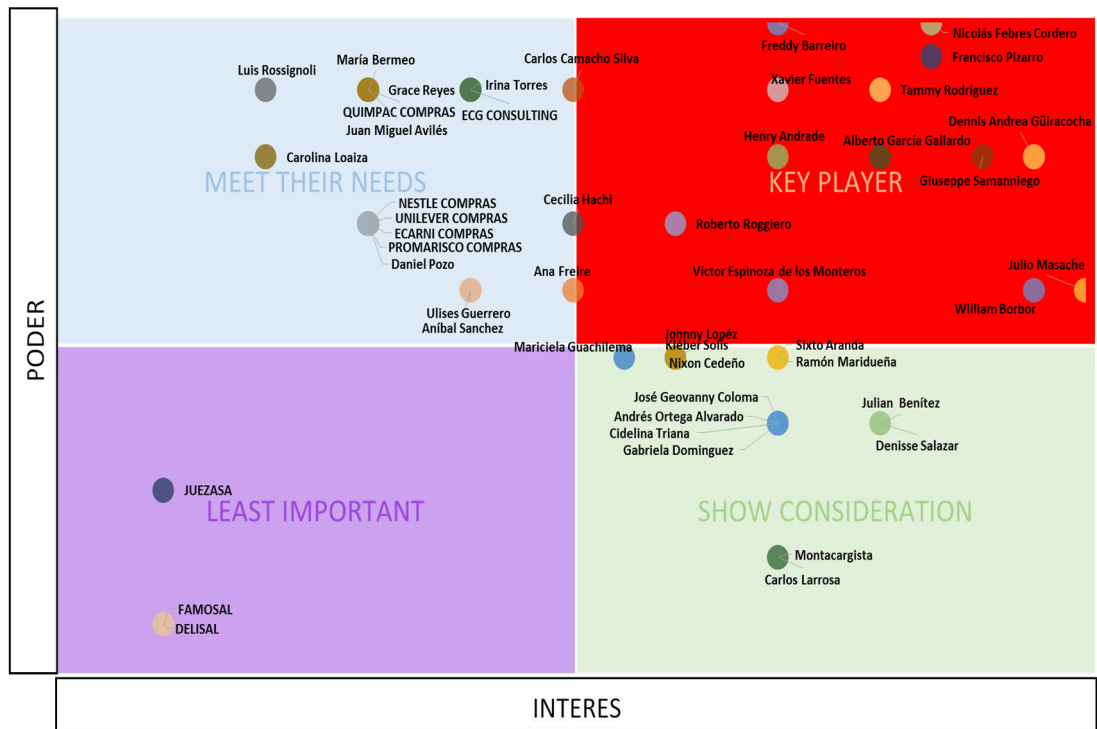 PODER
Freddy Barreiro
Nicolás Febres Cordero
Francisco Pizarro
Luis Rossignoli
María Bermeo
Grace Reyes
QUIMPAC COMPRAS
Juan Miguel Avilés
Irina Torres
ECG CONSULTING
Carlos Camacho Silva
Xavier Fuentes
Tammy Rodríguez
Dennis Andrea Güiracocha
Henry Andrade
Alberto García Gallardo
Giuseppe Samanniego
Carolina Loaiza
MEET THEIR NEEDS
KEY PLAYER
NESTLE COMPRAS
UNILEVER COMPRAS
ECARNI COMPRAS
PROMARISCO COMPRAS
Daniel Pozo
Cecilia Hachi
Roberto Roggiero
Ana Freire
Víctor Espinoza de los Monteros
Julio Masache
William Borbor
Ulises Guerrero
Aníbal Sanchez
Mariciela Guachilema
Johnny Lopéz
Kleber Solís
Nixon Cedeño
Sixto Aranda
Ramón Maridueña
José Geovanny Coloma
Andrés Ortega Alvarado
Cidelina Triana
Gabriela Dominguez
Julian Benítez
Denisse Salazar
JUEZASA
LEAST IMPORTANT
SHOW CONSIDERATION
Montacargista
Carlos Larrosa
FAMOSAL
DELISAL
INTERES